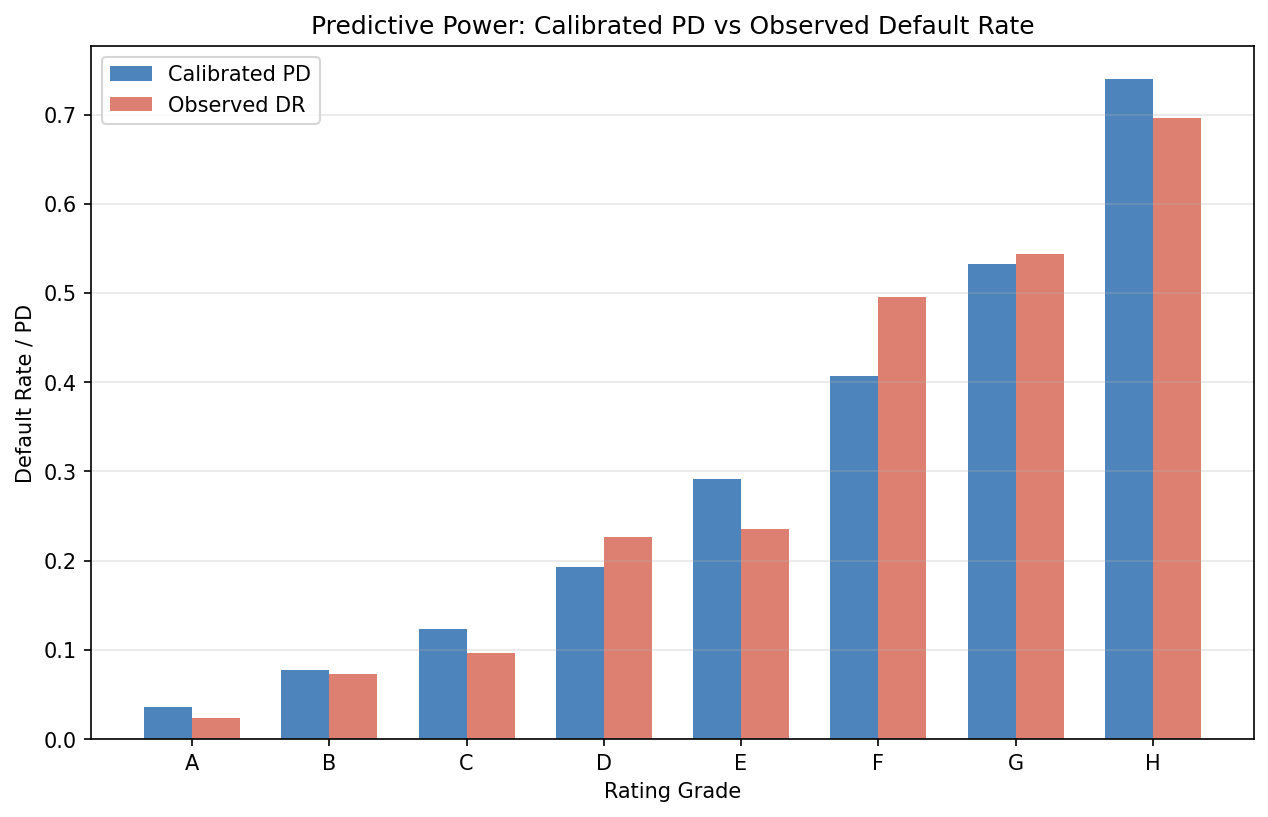 Predictive Power: Calibrated PD vs Observed Default Rate
Calibrated PD
Observed DR
Default Rate / PD
0.7
0.6
0.5
0.4
0.3
0.2
0.1
0.0
A B C D E F G H
Rating Grade